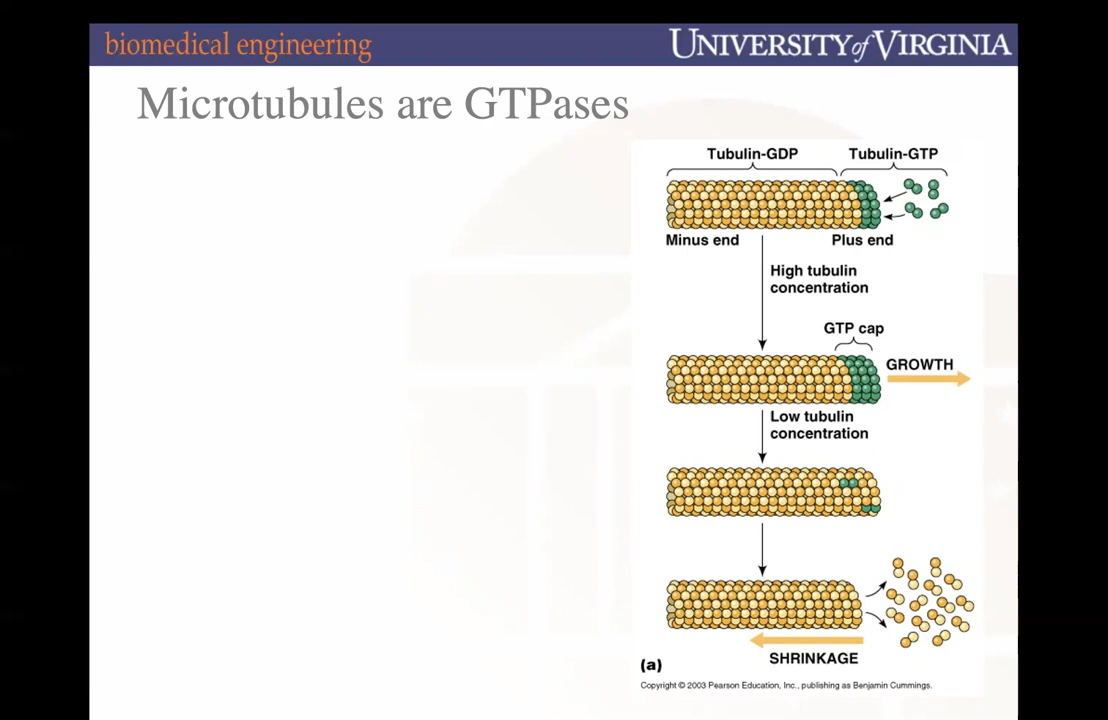 biomedical engineering
UNIVERSITY of VIRGINIA
Microtubules are GTPases
Tubulin-GDP
Tubulin-GTP
Minus end
Plus end
High tubulin
concentration
GTP cap
GROWTH
Low tubulin
concentration
SHRINKAGE
(a)
Copyright © 2003 Pearson Education, Inc., publishing as Benjamin Cummings.